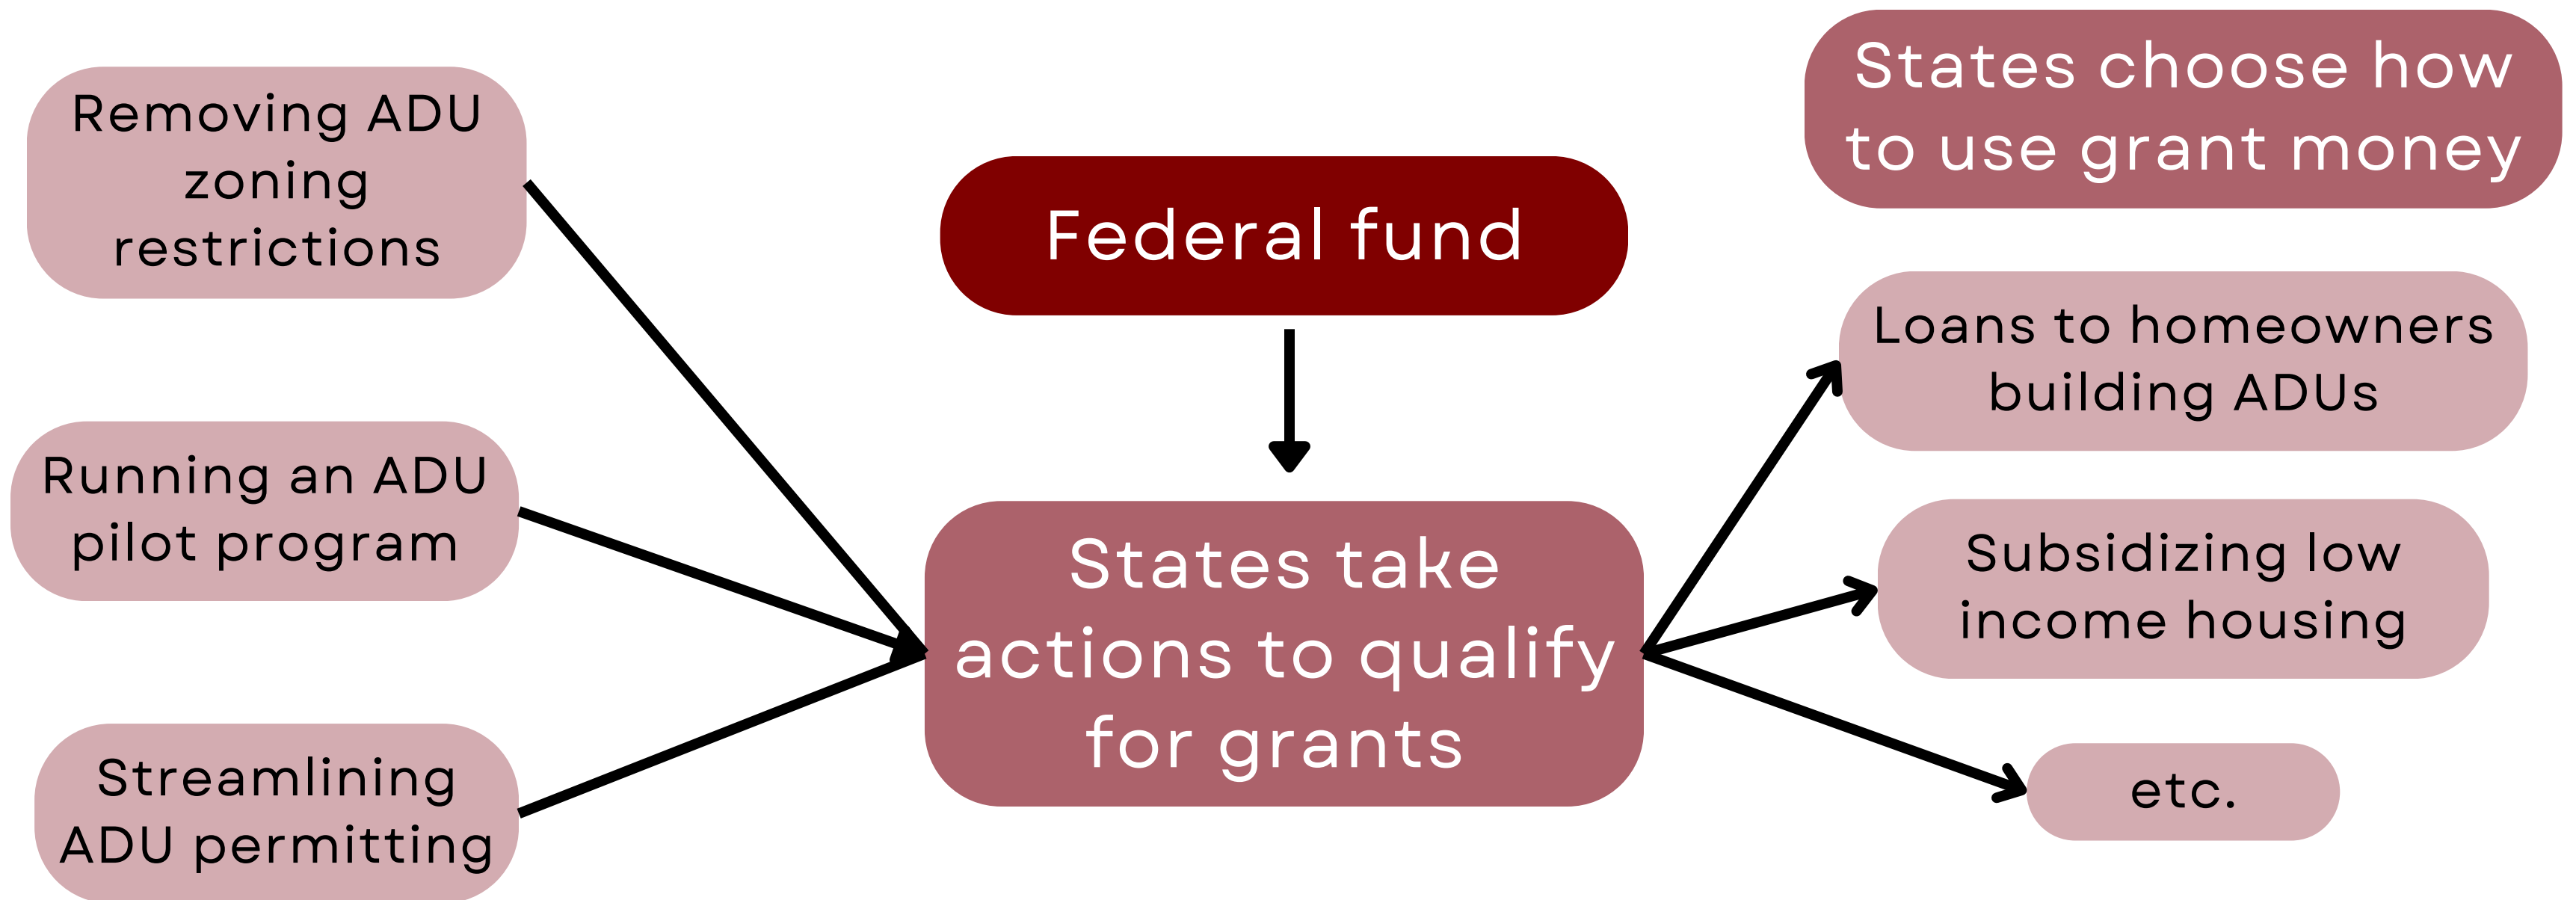 Removing ADU
zoning
restrictions
Running an ADU
pilot program
Streamlining
ADU permitting
Federal fund
States take
actions to qualify
for grants
States choose how
to use grant money
Loans to homeowners
building ADUs
Subsidizing low
income housing
etc.